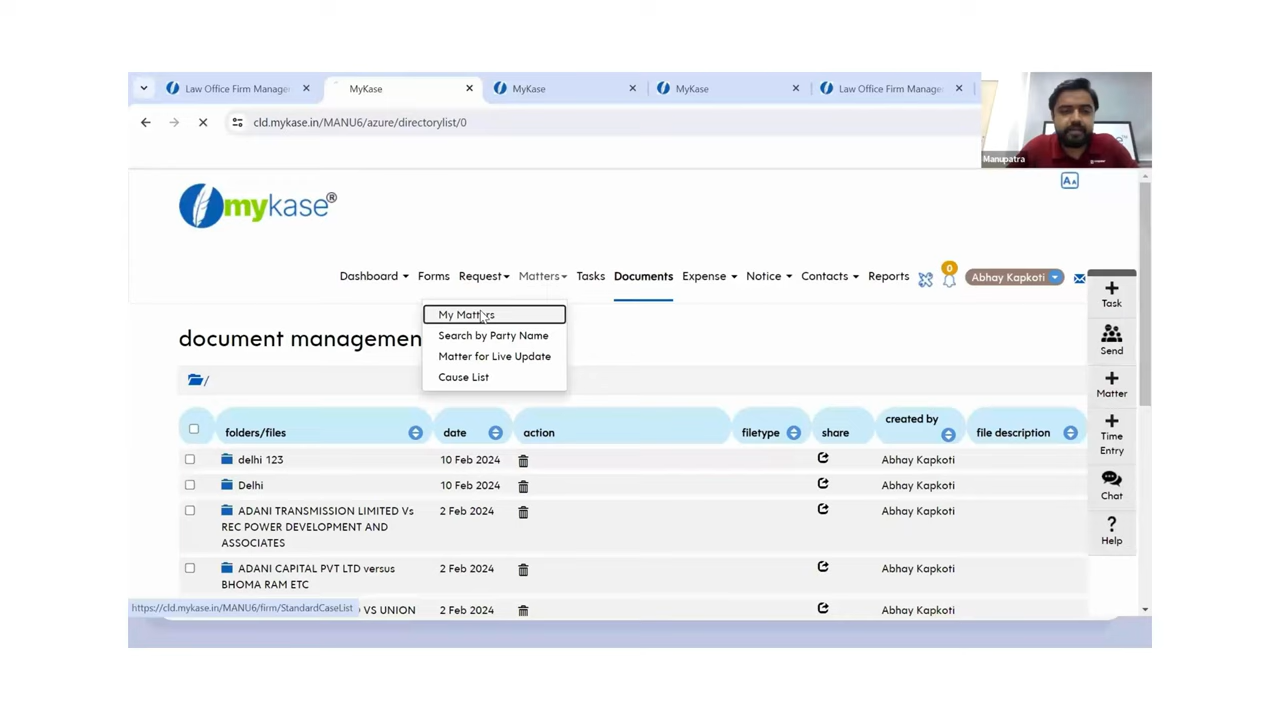 Law Office Firm Manage
MyKase
MyKase
MyKase
Law Office Firm Manage
cld.mykase.in/MANU6/azure/directorylist/0
Manupatra
mykase®
Dashboard
Forms
Request
Matters
Tasks
Documents
Expense
Notice
Contacts
Reports
0
Abhay Kapkoti
My Matters
Search by Party Name
Matter for Live Update
Cause List
document managemen
/
folders/files
date
action
filetype
share
created by
file description
delhi 123
10 Feb 2024
Abhay Kapkoti
Delhi
10 Feb 2024
Abhay Kapkoti
ADANI TRANSMISSION LIMITED Vs
REC POWER DEVELOPMENT AND
ASSOCIATES
2 Feb 2024
Abhay Kapkoti
ADANI CAPITAL PVT LTD versus
BHOMA RAM ETC
2 Feb 2024
Abhay Kapkoti
VS UNION
2 Feb 2024
Abhay Kapkoti
https://cld.mykase.in/MANU6/firm/StandardCaseList
Task
Send
Matter
Time
Entry
Chat
Help